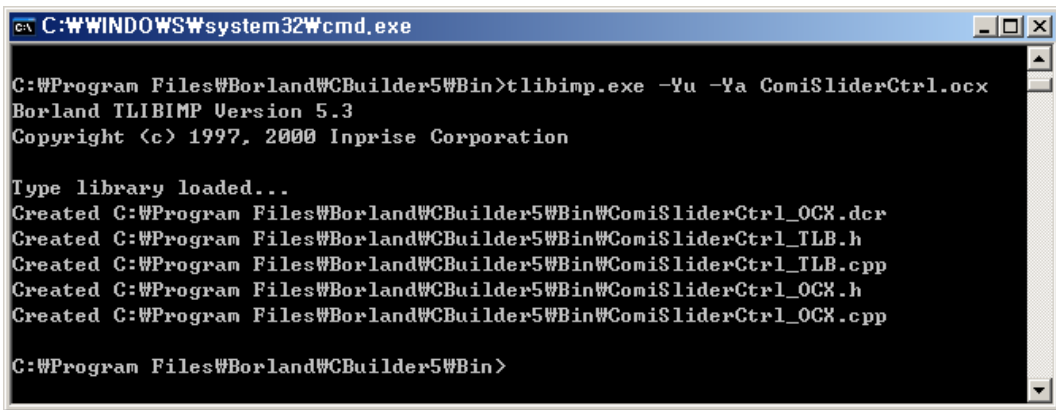 C:₩WINDOWS₩system32₩cmd.exe
C:₩Program Files₩Borland₩CBuilder5₩Bin>tlibimp.exe -Yu -Ya ComiSliderCtrl.ocx
Borland TLIBIMP Version 5.3
Copyright (c) 1997, 2000 Inprise Corporation
Type library loaded...
Created C:₩Program Files₩Borland₩CBuilder5₩Bin₩ComiSliderCtrl_OCX.dcr
Created C:₩Program Files₩Borland₩CBuilder5₩Bin₩ComiSliderCtrl_TLB.h
Created C:₩Program Files₩Borland₩CBuilder5₩Bin₩ComiSliderCtrl_TLB.cpp
Created C:₩Program Files₩Borland₩CBuilder5₩Bin₩ComiSliderCtrl_OCX.h
Created C:₩Program Files₩Borland₩CBuilder5₩Bin₩ComiSliderCtrl_OCX.cpp
C:₩Program Files₩Borland₩CBuilder5₩Bin>